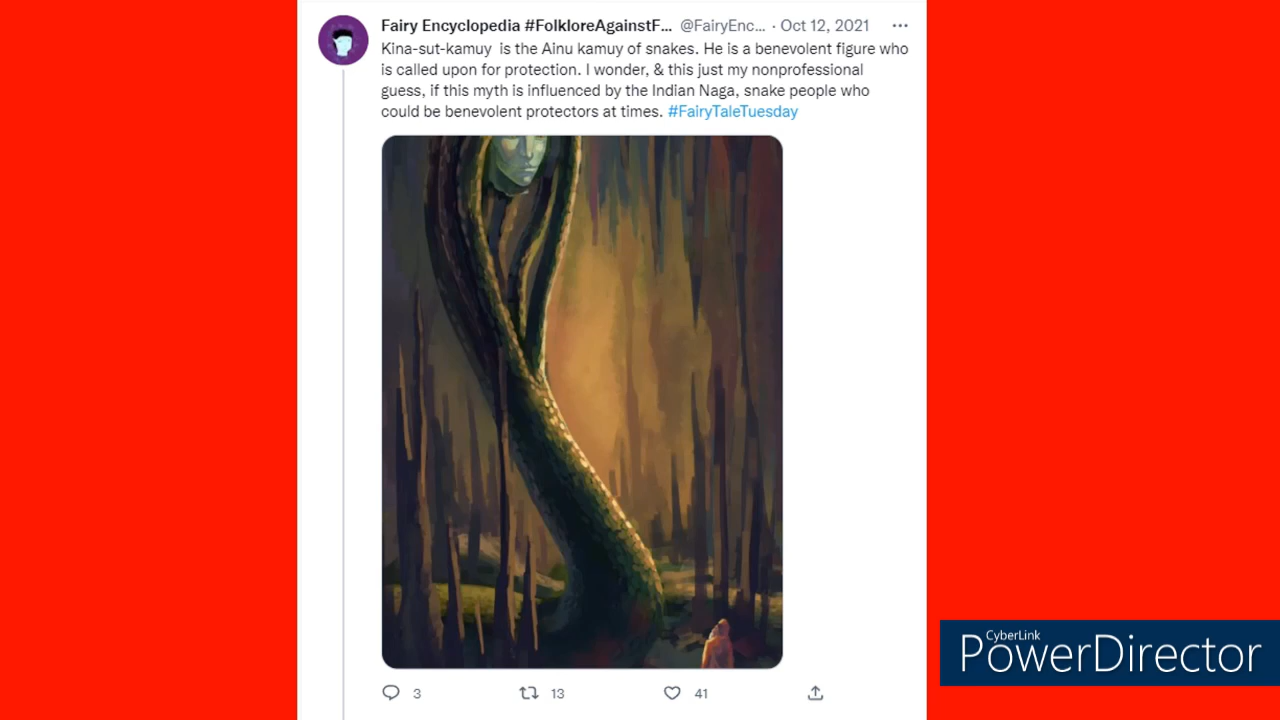 Fairy Encyclopedia #FolkloreAgainstF... @FairyEnc... · Oct 12, 2021
Kina-sut-kamuy is the Ainu kamuy of snakes. He is a benevolent figure who
is called upon for protection. I wonder, & this just my nonprofessional
guess, if this myth is influenced by the Indian Naga, snake people who
could be benevolent protectors at times. #FairyTaleTuesday
3 13 41
CyberLink
PowerDirector